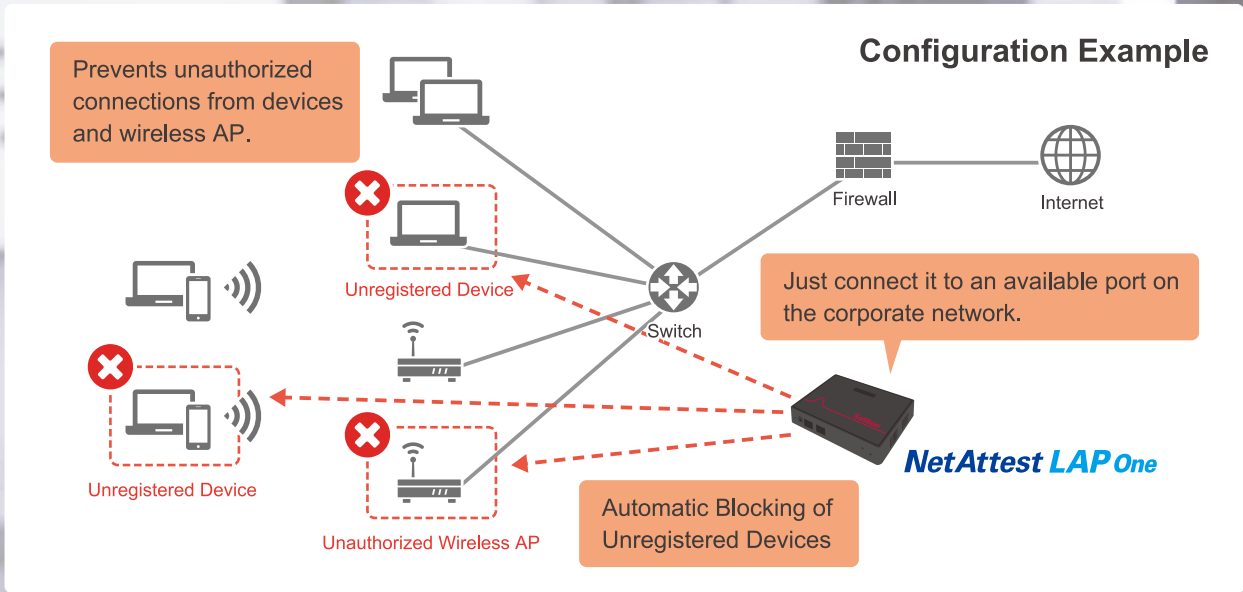 Configuration Example
Prevents unauthorized
connections from devices
and wireless AP.
Firewall
Internet
Unregistered Device
Switch
Just connect it to an available port on
the corporate network.
Unregistered Device
Unauthorized Wireless AP
NetAttest LAP One
Automatic Blocking of
Unregistered Devices